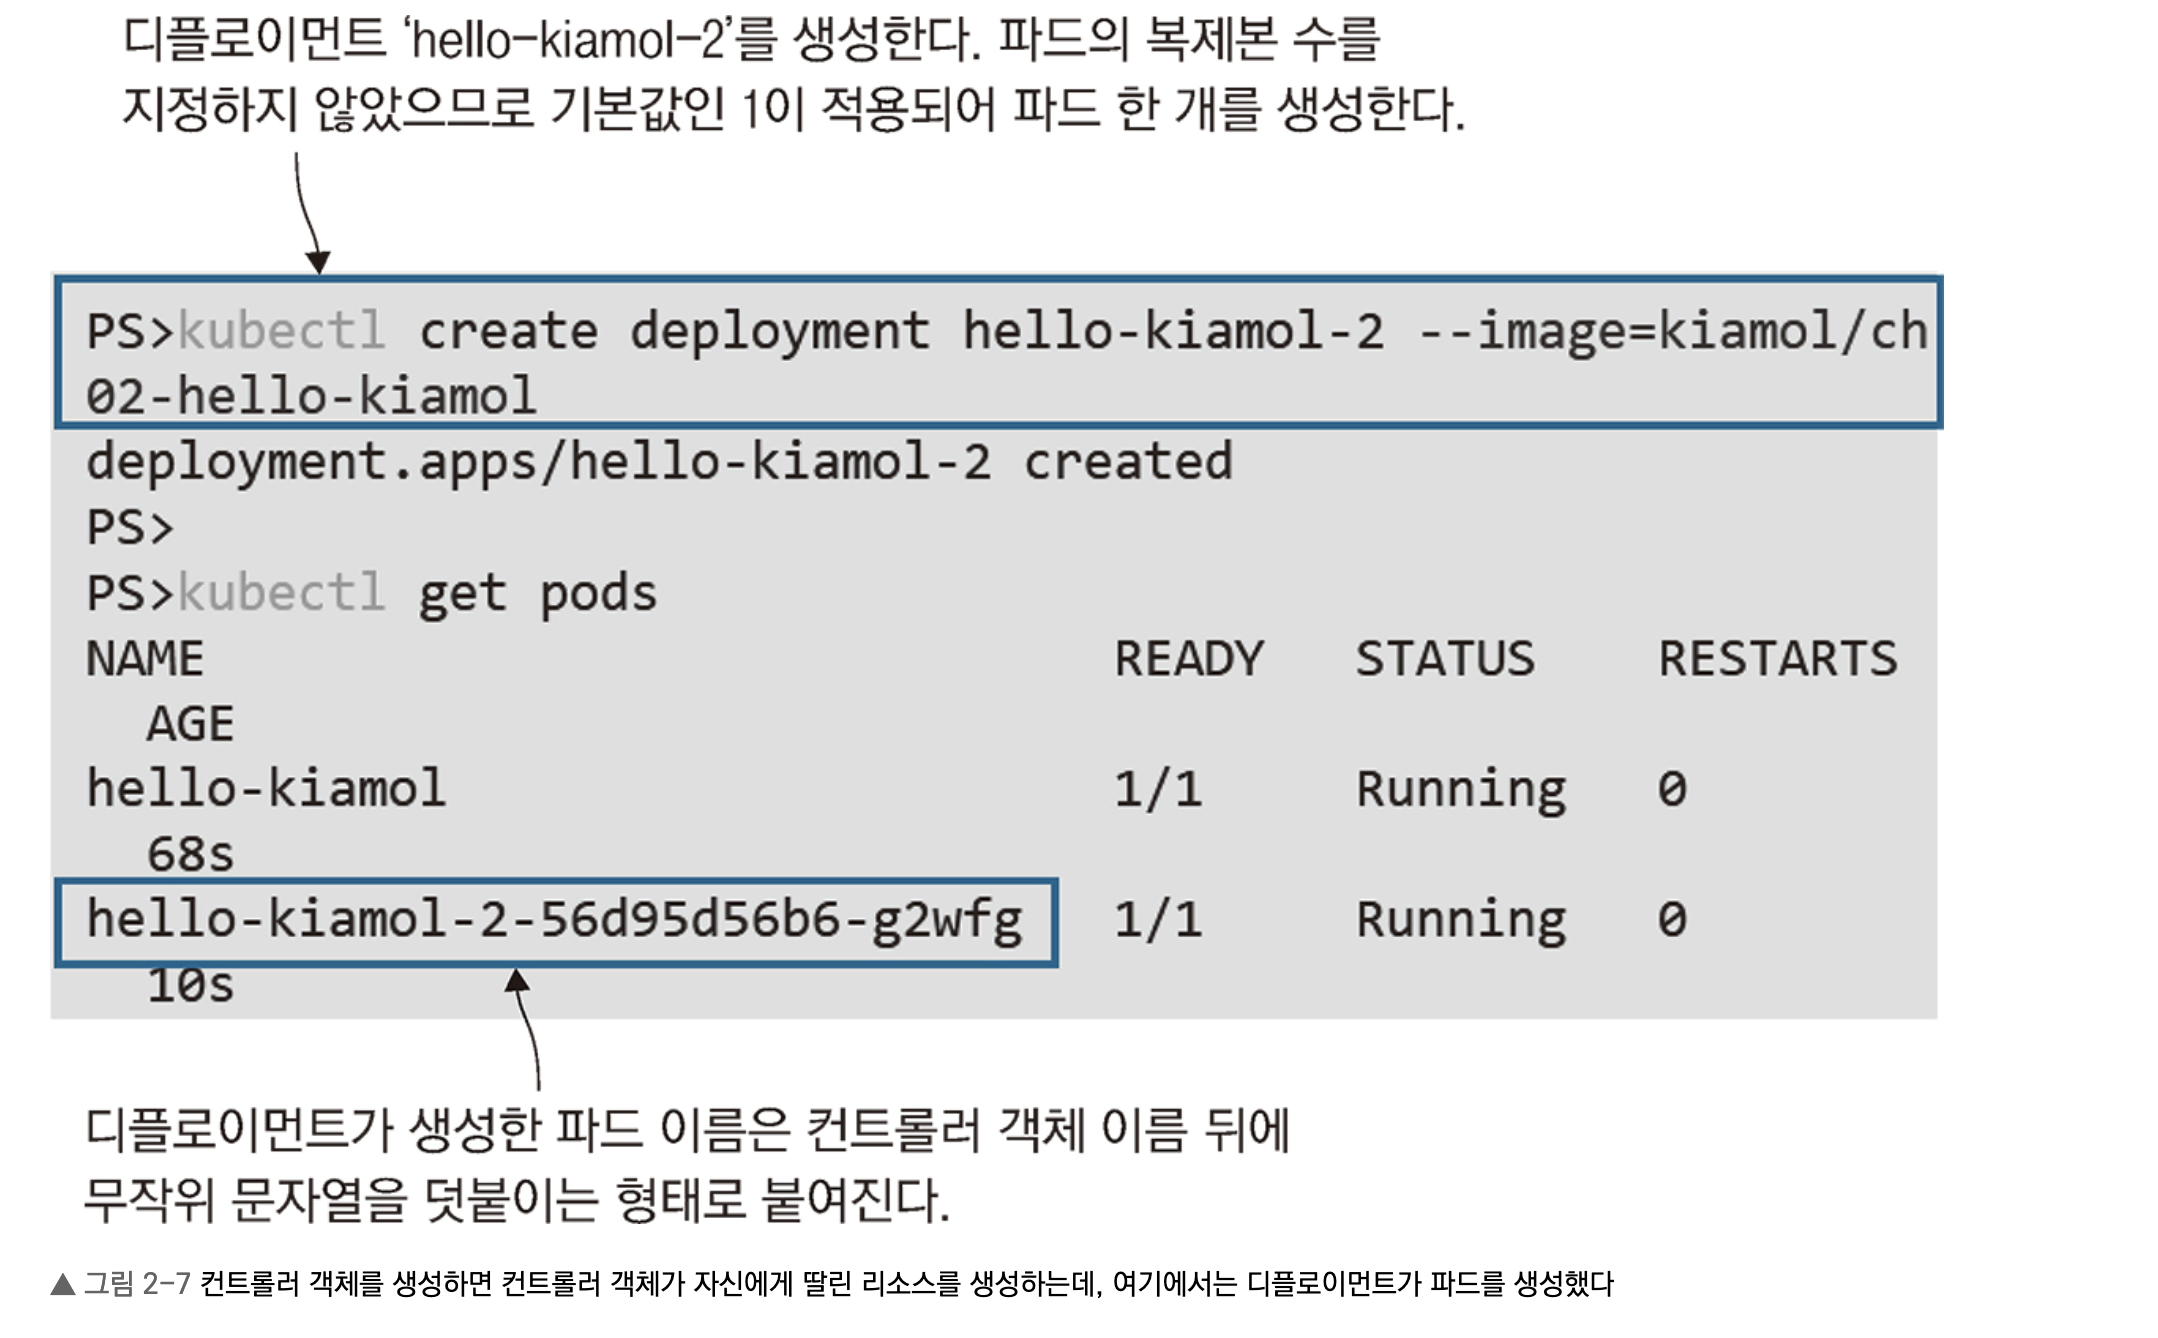 디플로이먼트 ‘hello-kiamol-2’를 생성한다. 파드의 복제본 수를
지정하지 않았으므로 기본값인 1이 적용되어 파드 한 개를 생성한다.
PS>kubectl create deployment hello-kiamol-2 --image=kiamol/ch
02-hello-kiamol
deployment.apps/hello-kiamol-2 created
PS>
PS>kubectl get pods
NAME READY STATUS RESTARTS
AGE
hello-kiamol 1/1 Running 0
68s
hello-kiamol-2-56d95d56b6-g2wfg 1/1 Running 0
10s
디플로이먼트가 생성한 파드 이름은 컨트롤러 객체 이름 뒤에
무작위 문자열을 덧붙이는 형태로 붙여진다.
▲ 그림 2-7 컨트롤러 객체를 생성하면 컨트롤러 객체가 자신에게 딸린 리소스를 생성하는데, 여기에서는 디플로이먼트가 파드를 생성했다